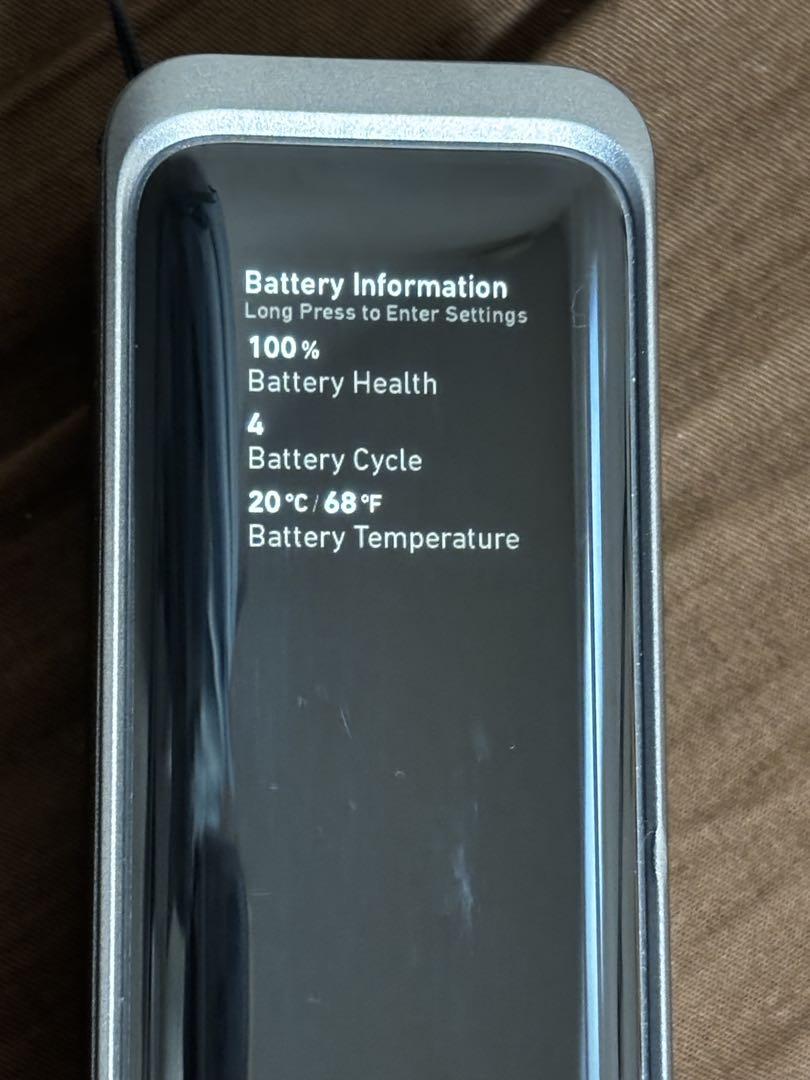 Battery Information
Long Press to Enter Settings
100%
Battery Health
4
Battery Cycle
20°C/68°F
Battery Temperature